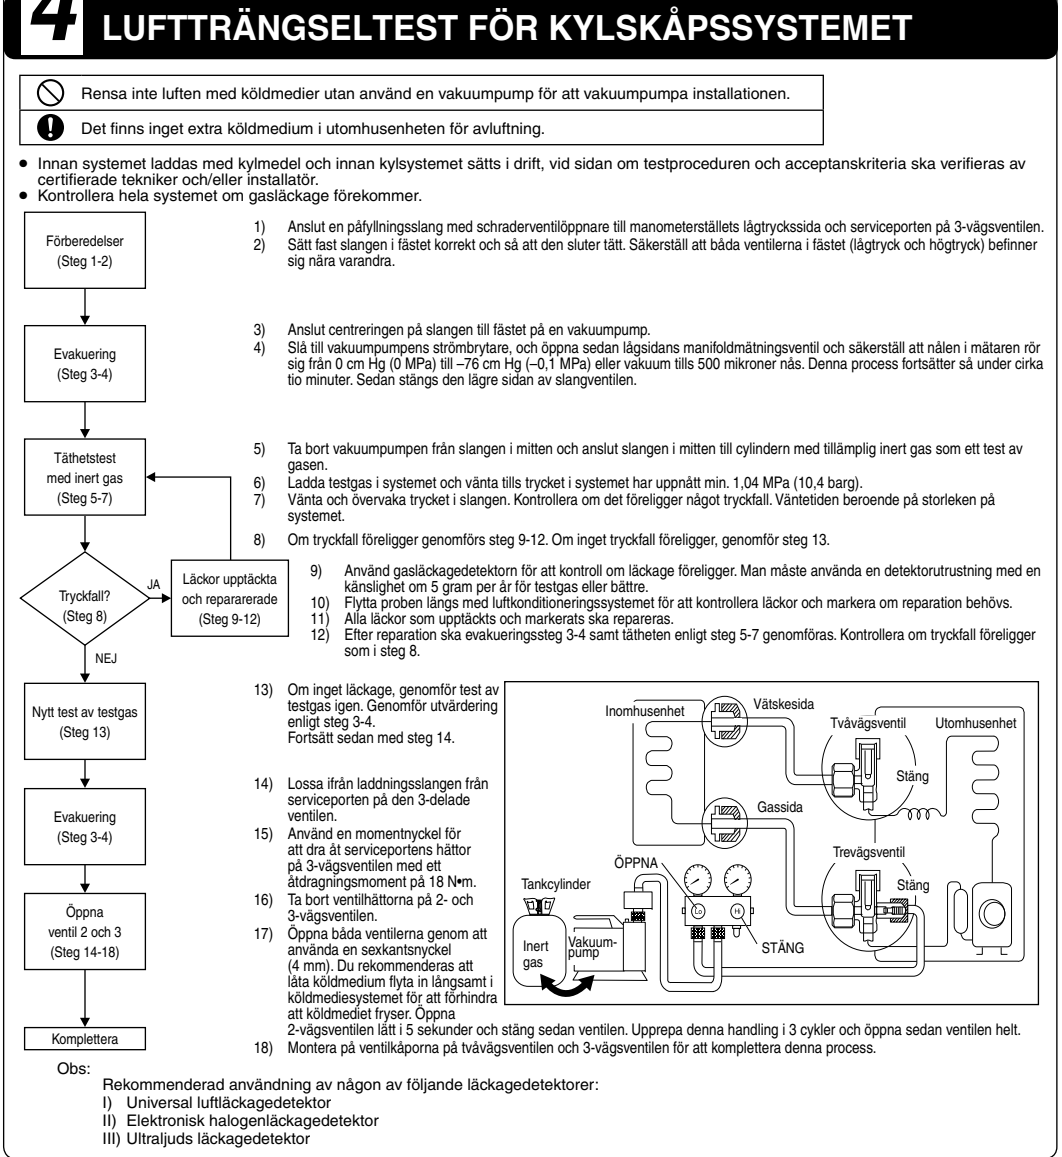 4 LUFTTRÄNGSELTEST FÖR KYLSKÅPSSYSTEMET
Rensa inte luften med köldmedier utan använd en vakuumpump för att vakuumpumpa installationen.
Det finns inget extra köldmedium i utomhusenheten för avluftning.
• Innan systemet laddas med kylmedel och innan kylsystemet sätts i drift, vid sidan om testproceduren och acceptanskriteria ska verifieras av
certifierade tekniker och/eller installatör.
• Kontrollera hela systemet om gasläckage förekommer.
Förberedelser
(Steg 1-2)
1) Anslut en påfyllningsslang med schraderventilöppnare till manometerställets lågtryckssida och serviceporten på 3-vägsventilen.
2) Sätt fast slangen i fästet korrekt och så att den sluter tätt. Säkerställ att båda ventilerna i fästet (lågtryck och högtryck) befinner
sig nära varandra.
Evakuering
(Steg 3-4)
3) Anslut centreringen på slangen till fästet på en vakuumpump.
4) Slå till vakuumpumpens strömbrytare, och öppna sedan lågsidans manifoldmätningsventil och säkerställ att nålen i mätaren rör
sig från 0 cm Hg (0 MPa) till –76 cm Hg (–0,1 MPa) eller vakuum tills 500 mikroner nås. Denna process fortsätter så under cirka
tio minuter. Sedan stängs den lägre sidan av slangventilen.
Täthetstest
med inert gas
(Steg 5-7)
5) Ta bort vakuumpumpen från slangen i mitten och anslut slangen i mitten till cylindern med tillämplig inert gas som ett test av
gasen.
6) Ladda testgas i systemet och vänta tills trycket i systemet har uppnått min. 1,04 MPa (10,4 barg).
7) Vänta och övervaka trycket i slangen. Kontrollera om det föreligger något tryckfall. Väntetiden beroende på storleken på
systemet.
8) Om tryckfall föreligger genomförs steg 9-12. Om inget tryckfall föreligger, genomför steg 13.
Tryckfall?
(Steg 8)
JA
NEJ
Läckor upptäckta
och repararerade
(Steg 9-12)
9) Använd gasläckagedetektorn för att kontroll om läckage föreligger. Man måste använda en detektorutrustning med en
känslighet om 5 gram per år för testgas eller bättre.
10) Flytta proben längs med luftkonditioneringssystemet för att kontrollera läckor och markera om reparation behövs.
11) Alla läckor som upptäckts och markerats ska repareras.
12) Efter reparation ska evakueringssteg 3-4 samt tätheten enligt steg 5-7 genomföras. Kontrollera om tryckfall föreligger
som i steg 8.
Nytt test av testgas
(Steg 13)
13) Om inget läckage, genomför test av
testgas igen. Genomför utvärdering
enligt steg 3-4.
Fortsätt sedan med steg 14.
Evakuering
(Steg 3-4)
Öppna
ventil 2 och 3
(Steg 14-18)
Komplettera
14) Lossa ifrån laddningsslangen från
serviceporten på den 3-delade
ventilen.
15) Använd en momentnyckel för
att dra åt serviceportens hättor
på 3-vägsventilen med ett
åtdragningsmoment på 18 N•m.
16) Ta bort ventilhättorna på 2- och
3-vägsventilen.
17) Öppna båda ventilerna genom att
använda en sexkantsnyckel
(4 mm). Du rekommenderas att
låta köldmedium flyta in långsamt i
köldmediesystemet för att förhindra
att köldmediet fryser. Öppna
2-vägsventilen lätt i 5 sekunder och stäng sedan ventilen. Upprepa denna handling i 3 cykler och öppna sedan ventilen helt.
18) Montera på ventilkåporna på tvåvägsventilen och 3-vägsventilen för att komplettera denna process.
Inomhusenhet
Vätskesida
Tvåvägsventil
Utomhusenhet
Stäng
Gassida
Trevägsventil
Stäng
ÖPPNA
Tankcylinder
Lo
Hi
STÄNG
Inert
gas
Vakuum-
pump
Obs:
Rekommenderad användning av någon av följande läckagedetektorer:
I) Universal luftläckagedetektor
II) Elektronisk halogenläckagedetektor
III) Ultraljuds läckagedetektor